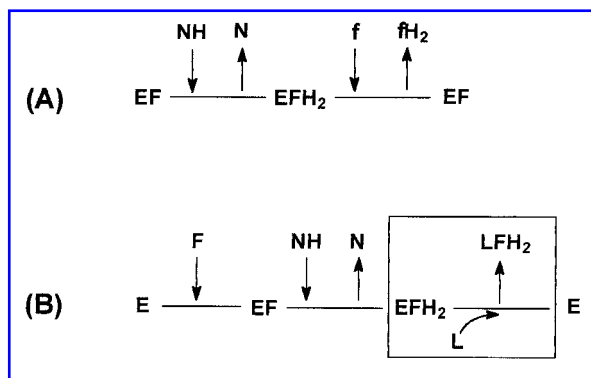 NH N f fH₂
(A) EF EFH₂ EF
F NH N LFH₂
(B) E EF EFH₂ E
L